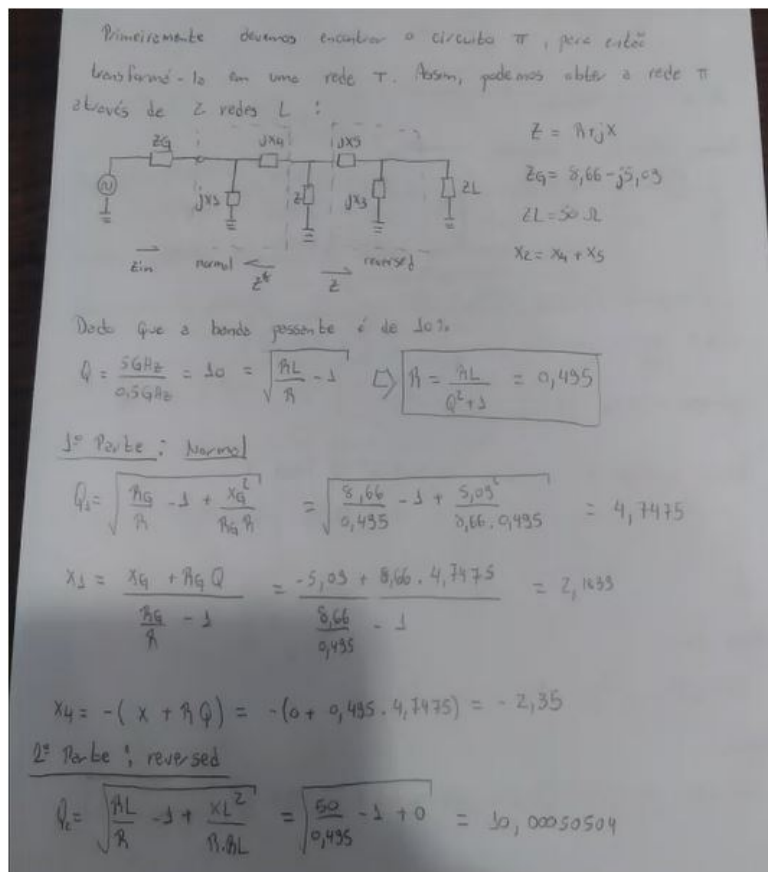 Primeiramente devemos encontrar o circuito π, para então
transformá-lo em uma rede T. Assim, podemos obter a rede π
através de 2 redes L :
ZG
jX4
jX5
jX1
Z
jX3
ZL
Z = R+jX
ZG = 8,66 - j5,09
ZL = 50 Ω
X2 = X4 + X5
Zin
normal
Z*
Z
reversed
Dado que a banda passante é de 10%
Q = 5GHz / 0,5GHz = 10 = √(RL/R - 1) ⇨ R = RL/(Q²+1) = 0,495
1ª Parte : Normal
Q1 = √(RG/R - 1 + XG²/(RG R)) = √(8,66/0,495 - 1 + 5,09²/(8,66 . 0,495)) = 4,7475
X1 = (XG + RG Q)/(RG/R - 1) = (-5,09 + 8,66 . 4,7475)/(8,66/0,495 - 1) = 2,1839
X4 = -( X + R Q) = -(0 + 0,495 . 4,7475) = - 2,35
2ª Parte : reversed
Q2 = √(RL/R - 1 + XL²/(R.RL)) = √(50/0,495 - 1 + 0) = 10,00050504